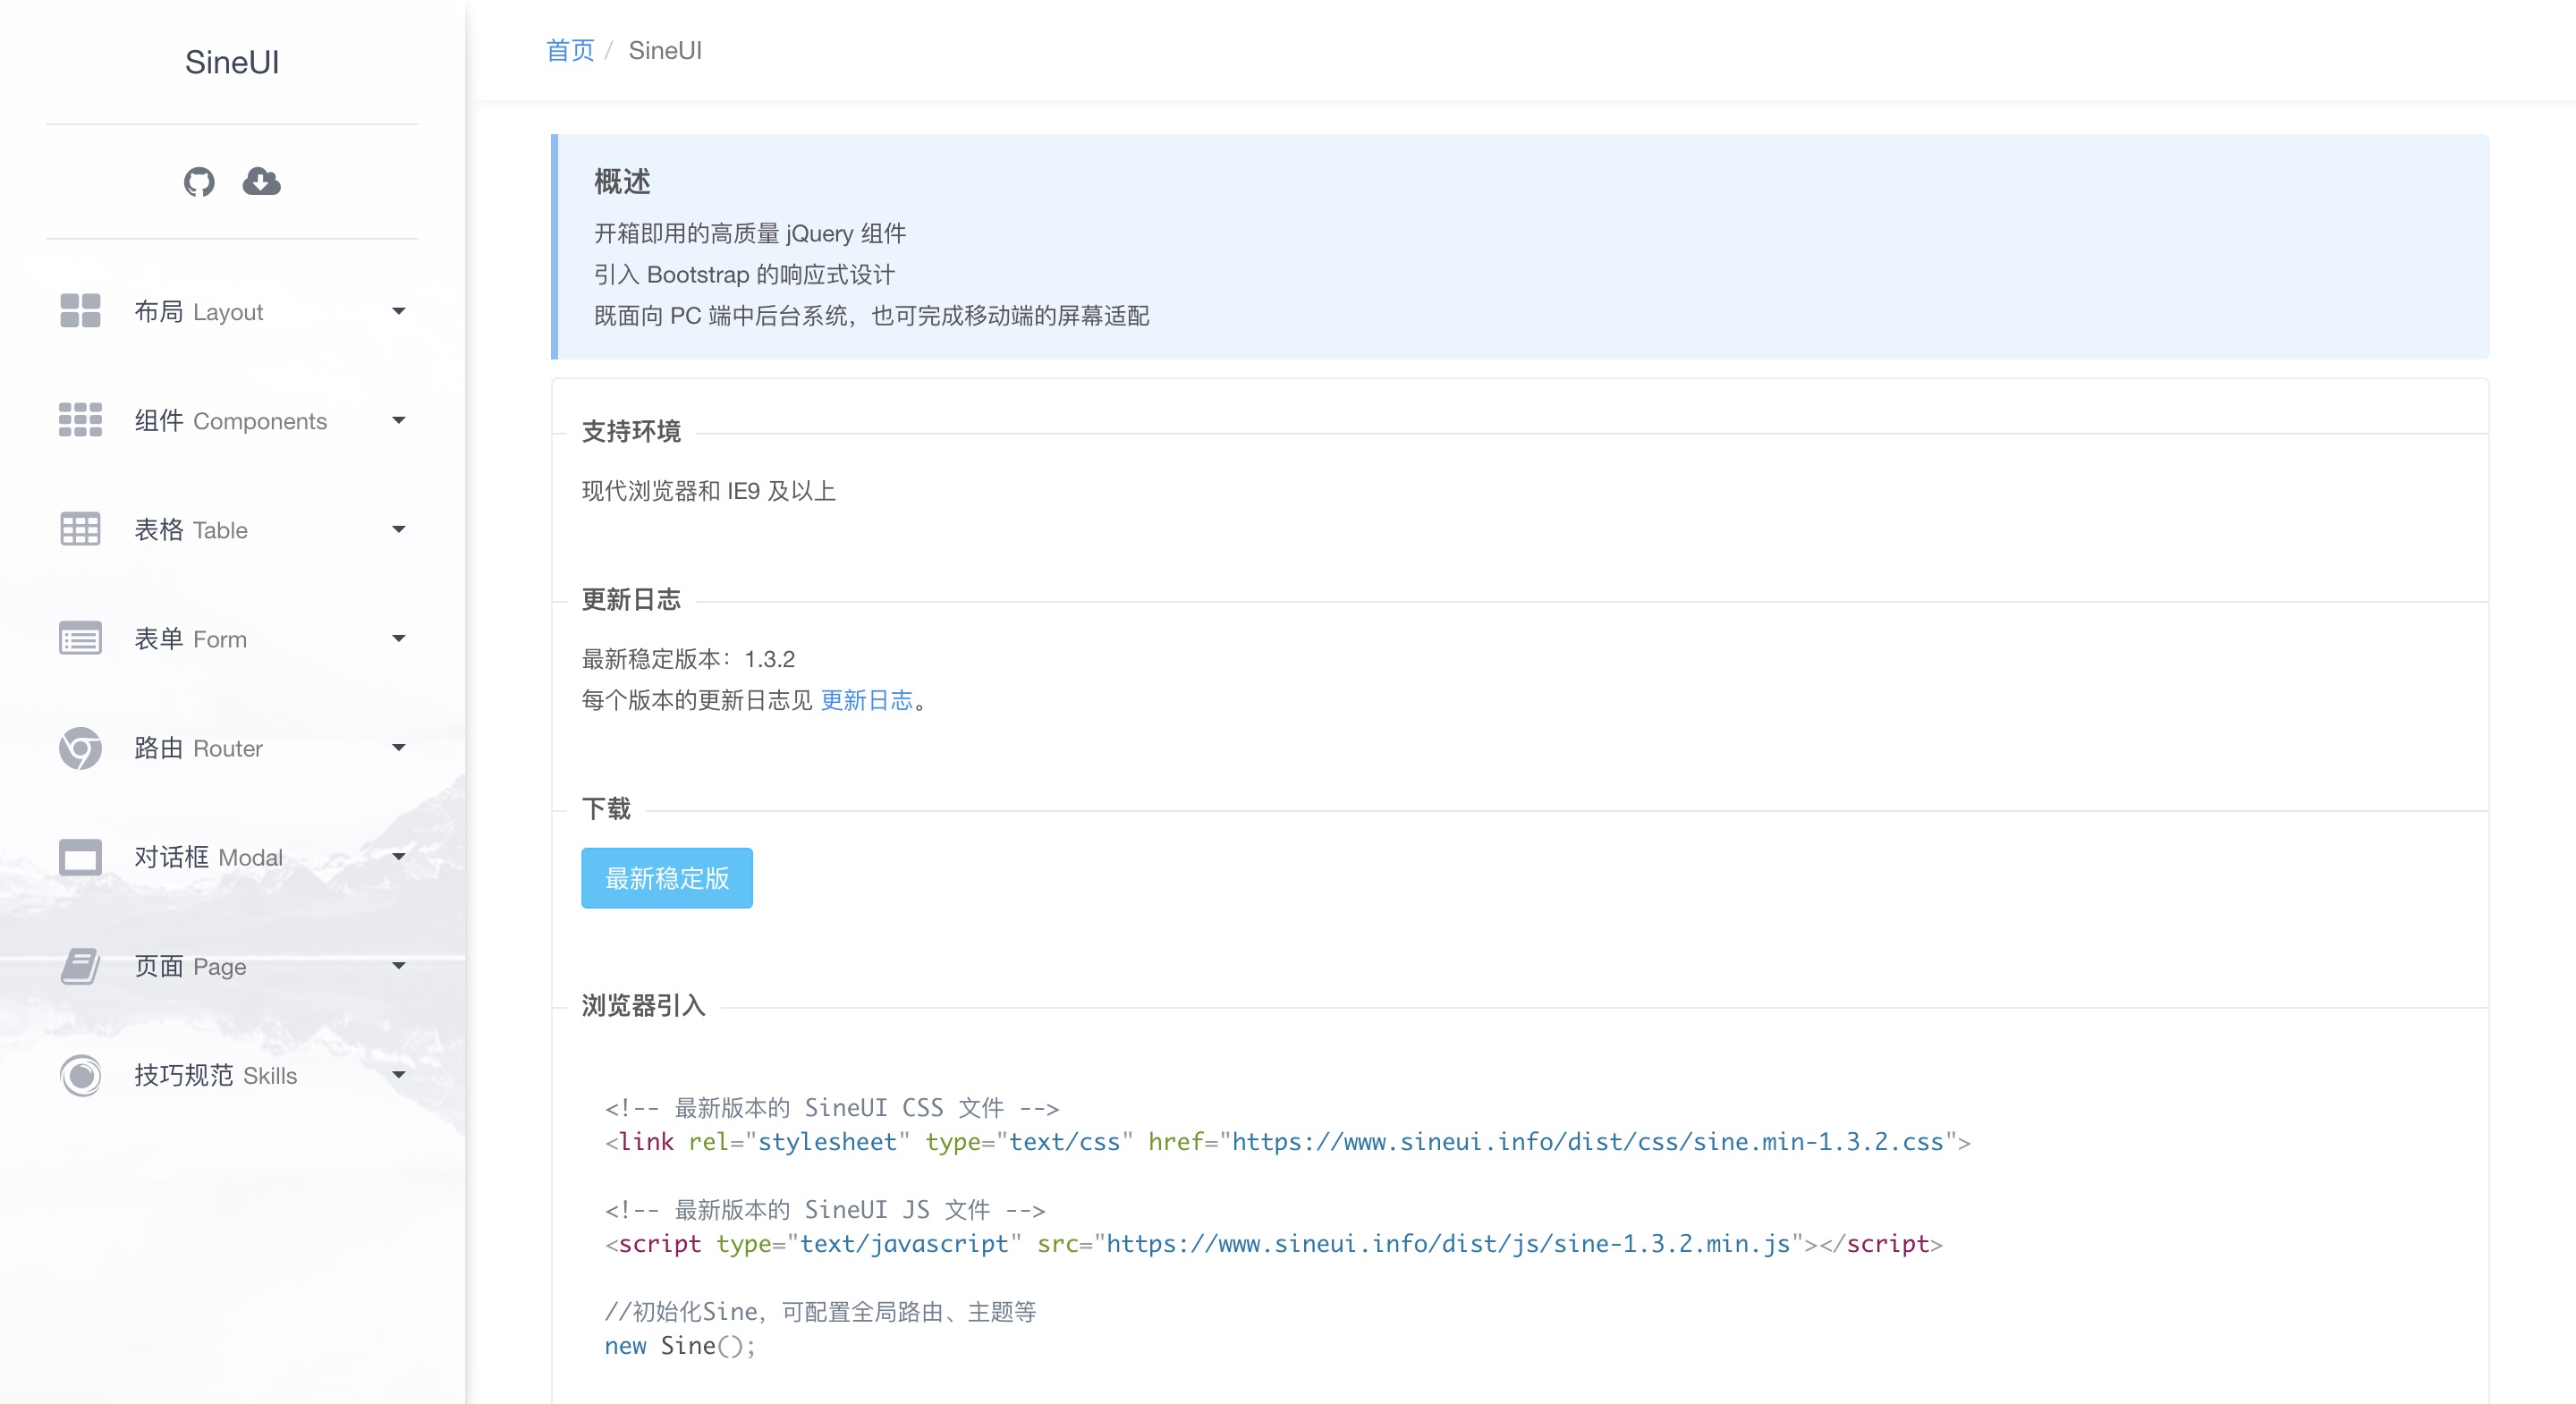 SineUI
布局 Layout
组件 Components
表格 Table
表单 Form
路由 Router
对话框 Modal
页面 Page
技巧规范 Skills
首页 / SineUI
概述
开箱即用的高质量 jQuery 组件
引入 Bootstrap 的响应式设计
既面向 PC 端中后台系统，也可完成移动端的屏幕适配
支持环境
现代浏览器和 IE9 及以上
更新日志
最新稳定版本：1.3.2
每个版本的更新日志见 更新日志。
下载
最新稳定版
浏览器引入
<!-- 最新版本的 SineUI CSS 文件 -->
<link rel="stylesheet" type="text/css" href="https://www.sineui.info/dist/css/sine.min-1.3.2.css">
<!-- 最新版本的 SineUI JS 文件 -->
<script type="text/javascript" src="https://www.sineui.info/dist/js/sine-1.3.2.min.js"></script>
//初始化Sine，可配置全局路由、主题等
new Sine();